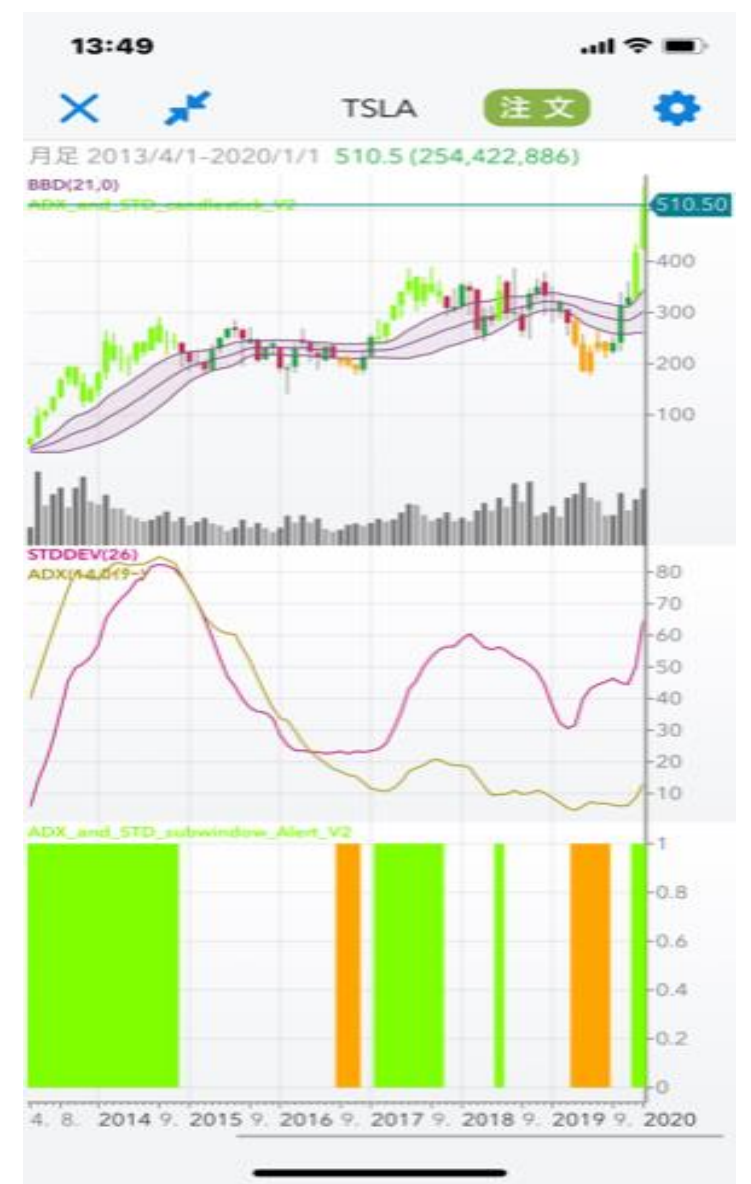 13:49
TSLA 注文
月足 2013/4/1-2020/1/1 510.5 (254,422,886)
BBD(21,0)
ADX_and_STD_candlestick_V2
510.50
400
300
200
100
STDDEV(26)
80
70
60
50
40
30
20
10
ADX_and_STD_subwindow_Alert_V2
1
0.8
0.6
0.4
0.2
0
4. 8. 2014 9. 2015 9. 2016 9. 2017 9. 2018 9. 2019 9. 2020